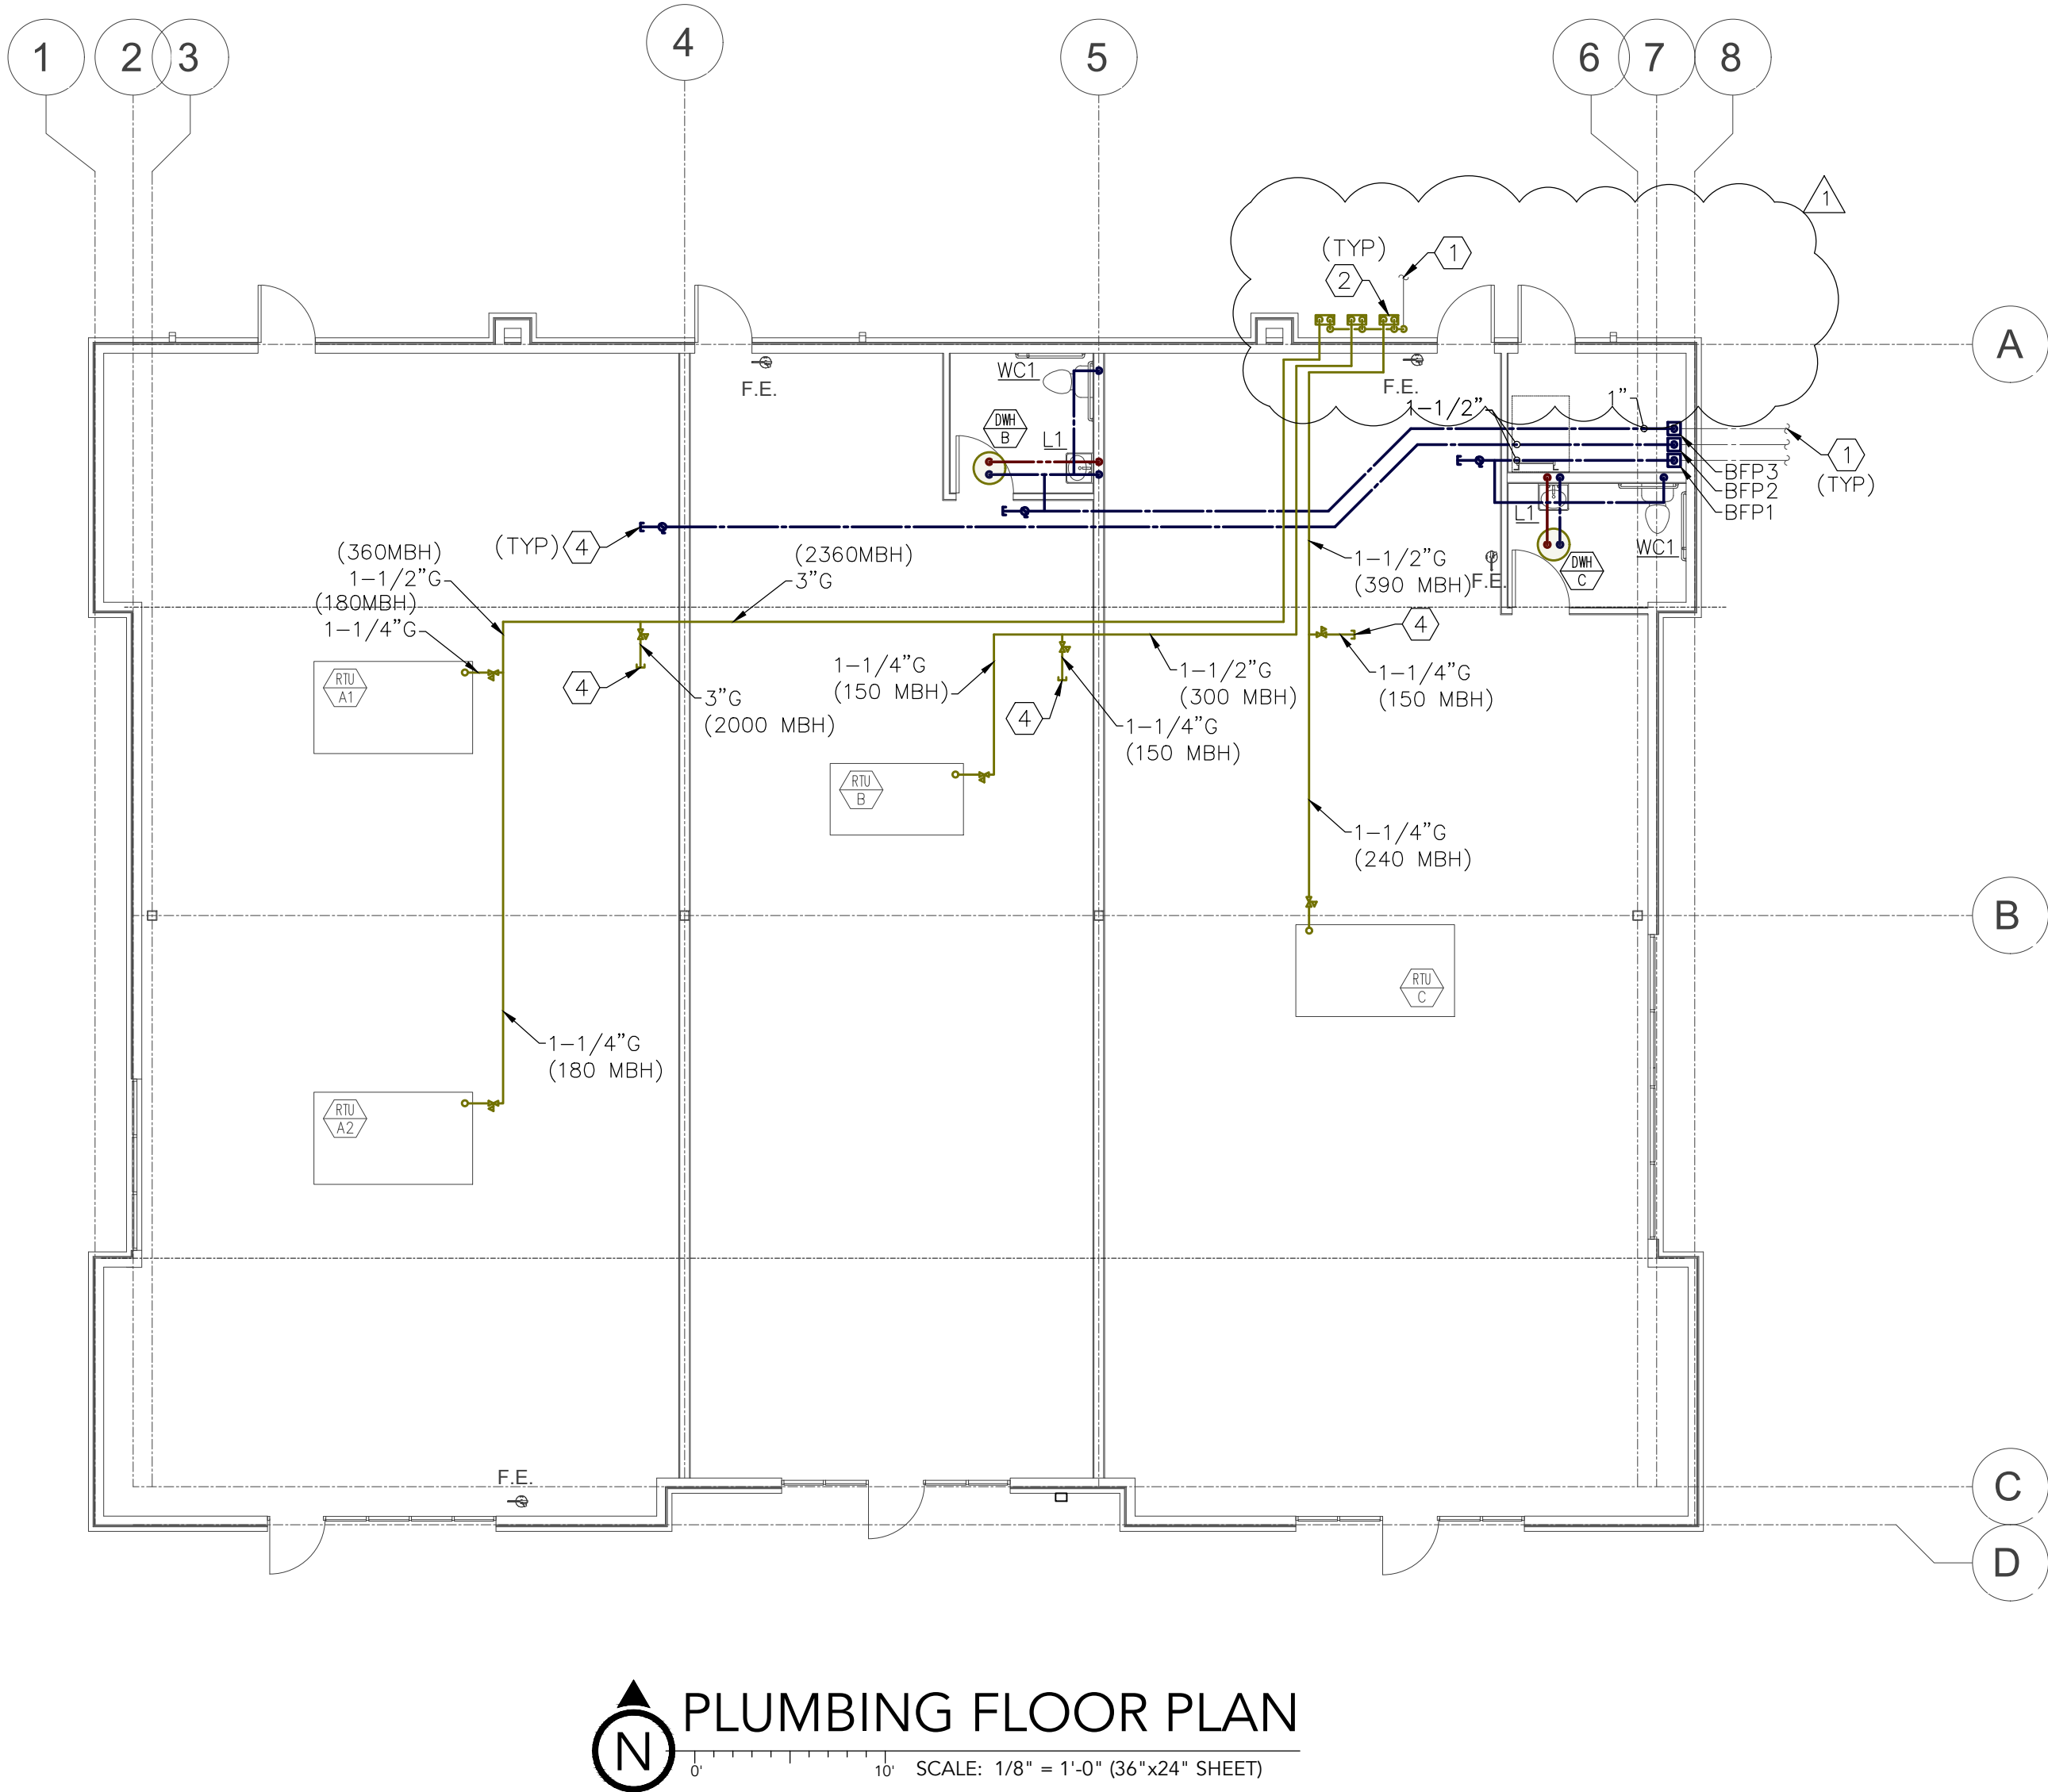 1
2
3
4
5
6
7
8
1
(TYP)
1
2
A
WC1
F.E.
F.E.
1"
1-1/2"
DWH
B
L1
BFP3
BFP2
BFP1
1
(TYP)
L1
WC1
(TYP)
4
(360MBH)
1-1/2"G
(180MBH)
1-1/4"G
(2360MBH)
3"G
1-1/2"G
(390 MBH)
F.E.
DWH
C
4
RTU
A1
4
3"G
(2000 MBH)
1-1/4"G
(150 MBH)
4
1-1/2"G
(300 MBH)
1-1/4"G
(150 MBH)
1-1/4"G
(150 MBH)
RTU
B
1-1/4"G
(240 MBH)
B
RTU
C
1-1/4"G
(180 MBH)
RTU
A2
F.E.
C
D
N
PLUMBING FLOOR PLAN
0'
10'
SCALE: 1/8" = 1'-0" (36"x24" SHEET)